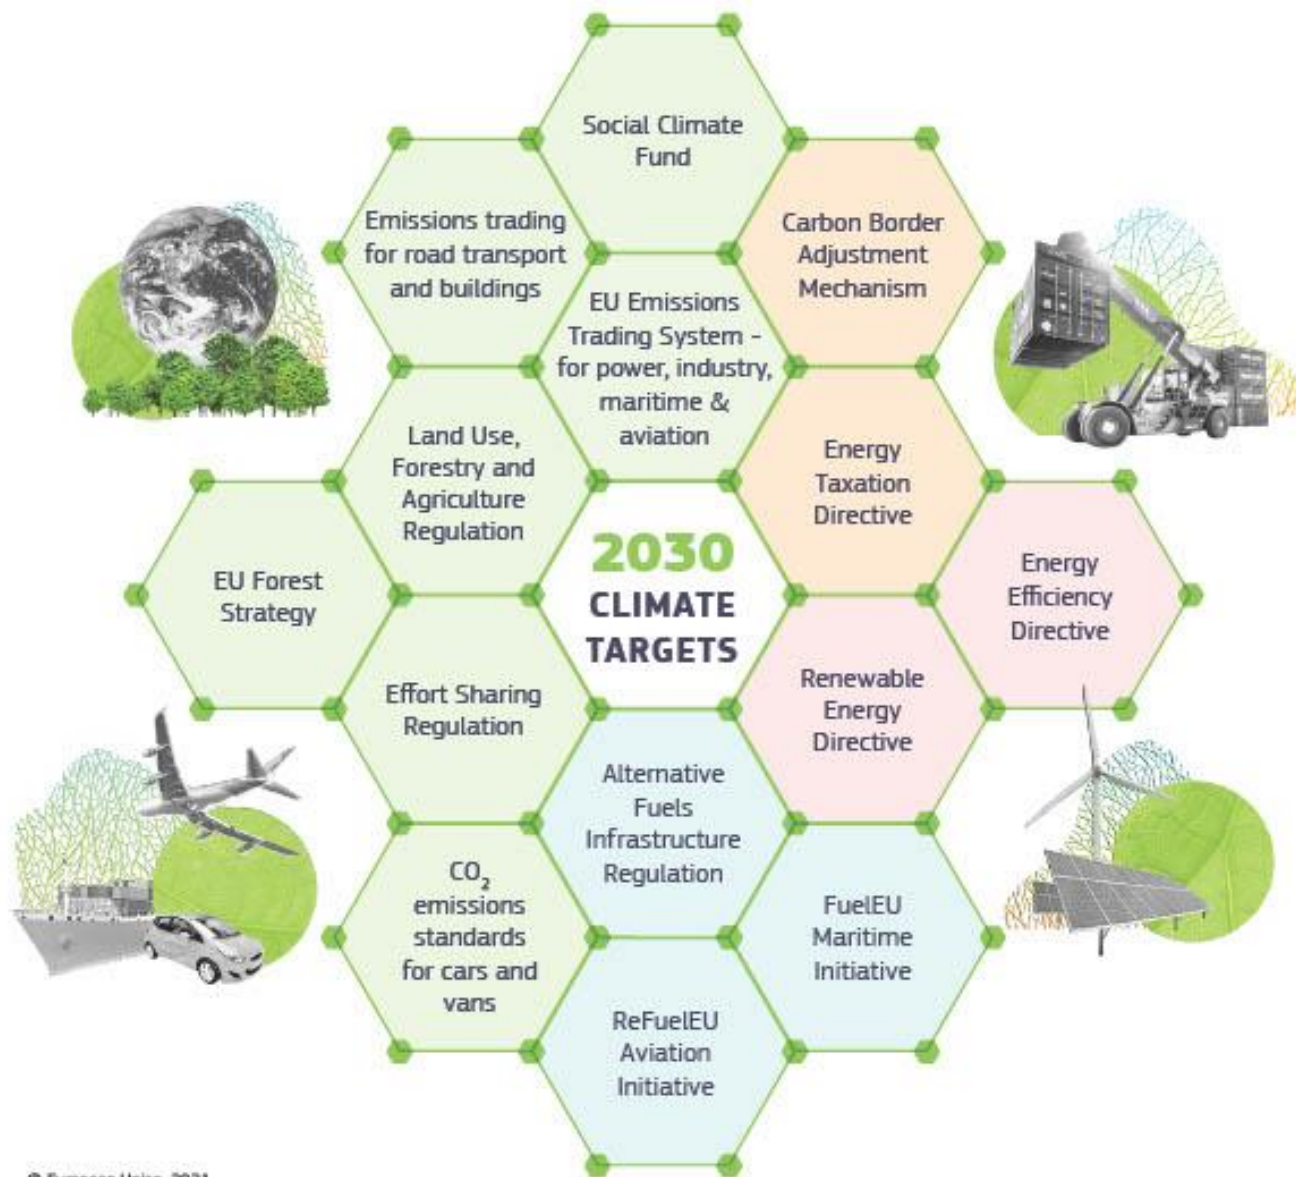 Social Climate
Fund
Emissions trading
for road transport
and buildings
Carbon Border
Adjustment
Mechanism
EU Emissions
Trading System -
for power, industry,
maritime &
aviation
Land Use,
Forestry and
Agriculture
Regulation
Energy
Taxation
Directive
EU Forest
Strategy
2030
CLIMATE
TARGETS
Energy
Efficiency
Directive
Effort Sharing
Regulation
Renewable
Energy
Directive
Alternative
Fuels
Infrastructure
Regulation
CO₂
emissions
standards
for cars and
vans
FuelEU
Maritime
Initiative
ReFuelEU
Aviation
Initiative
© European Union